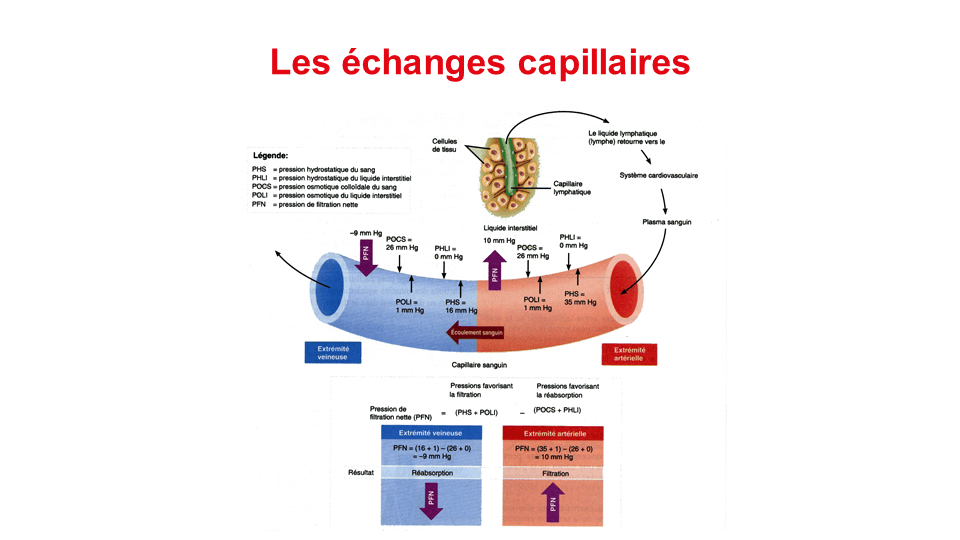 Les échanges capillaires
Cellules
de tissu
Le liquide lymphatique
(lymphe) retourne vers le
Légende:
PHS = pression hydrostatique du sang
PHLI = pression hydrostatique du liquide interstitiel
POCS = pression osmotique colloïdale du sang
POLI = pression osmotique du liquide interstitiel
PFN = pression de filtration nette
Système cardiovasculaire
Capillaire
lymphatique
Plasma sanguin
Liquide interstitiel
–9 mm Hg
PFN
POCS =
26 mm Hg
PHLI =
0 mm Hg
10 mm Hg
PFN
POCS =
26 mm Hg
PHLI =
0 mm Hg
POLI =
1 mm Hg
PHS =
16 mm Hg
POLI =
1 mm Hg
PHS =
35 mm Hg
Écoulement sanguin
Extrémité
veineuse
Extrémité
artérielle
Capillaire sanguin
Pressions favorisant
la filtration
Pressions favorisant
la réabsorption
Pression de
filtration nette (PFN) = (PHS + POLI) – (POCS + PHLI)
Extrémité veineuse
Extrémité artérielle
PFN = (16 + 1) – (26 + 0)
= –9 mm Hg
PFN = (35 + 1) – (26 + 0)
= 10 mm Hg
Résultat
Réabsorption
Filtration
PFN
PFN